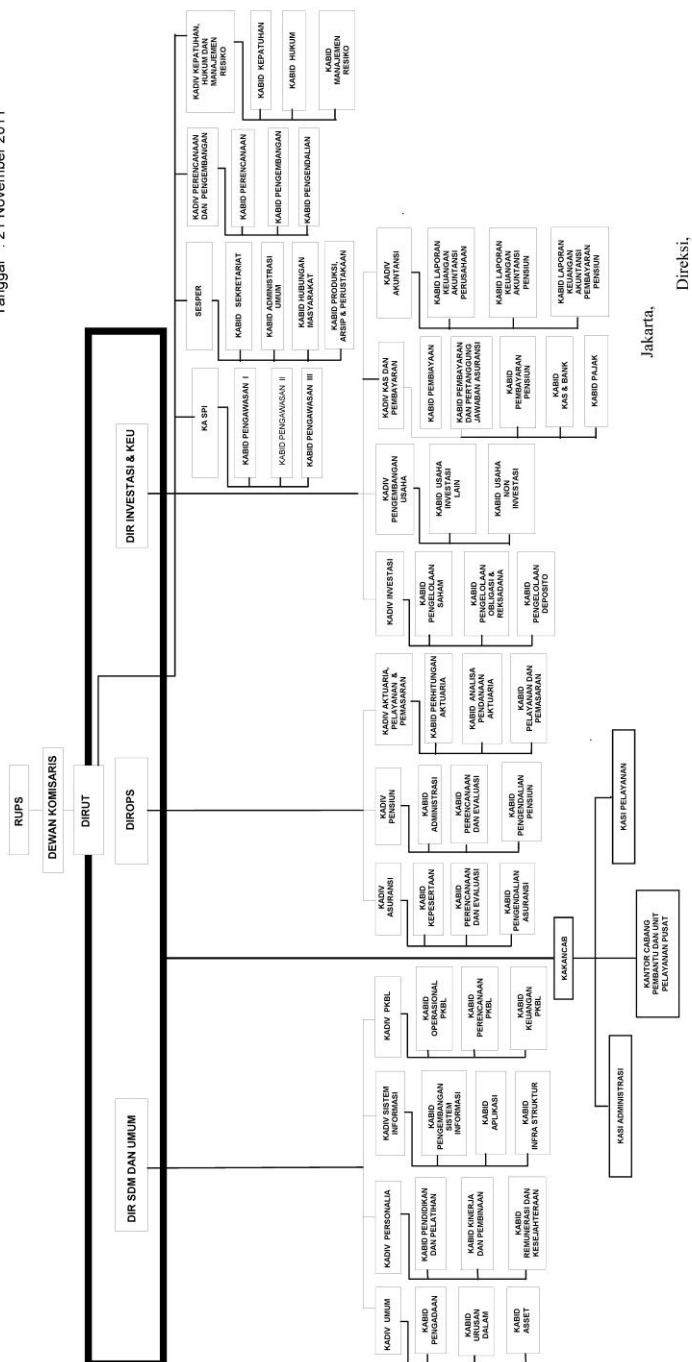 Tanggal : 21 November 2011
RUPS
DEWAN KOMISARIS
DIRUT
DIR SDM DAN UMUM
DIROPS
DIR INVESTASI & KEU
KA SPI
KABID PENGAWASAN I
KABID PENGAWASAN II
KABID PENGAWASAN III
SESPER
KABID SEKRETARIAT
KABID ADMINISTRASI
UMUM
KABID HUBUNGAN
MASYARAKAT
KABID PRODUKSI,
ARSIP & PERUSTAKAAN
KADIV PERENCANAAN
DAN PENGEMBANGAN
KABID PERENCANAAN
KABID PENGEMBANGAN
KABID PENGENDALIAN
KADIV KEPATUHAN,
HUKUM DAN
MANAJEMEN
RESIKO
KABID KEPATUHAN
KABID HUKUM
KABID
MANAJEMEN
RESIKO
KADIV UMUM
KABID
PENGADAAN
KABID
URUSAN
DALAM
KABID
ASSET
KADIV PERSONALIA
KABID PENDIDIKAN
DAN PELATIHAN
KABID KINERJA
DAN PEMBINAAN
KABID
REMUNERASI DAN
KESEJAHTERAAN
KADIV SISTEM
INFORMASI
KABID
PENGEMBANGAN
SISTEM
INFORMASI
KABID
APLIKASI
KABID
INFRA STRUKTUR
KADIV PKBL
KABID
OPERASIONAL
PKBL
KABID
PERENCANAAN
PKBL
KABID
KEUANGAN
PKBL
KADIV
ASURANSI
KABID
KEPESERTAAN
KABID
PERENCANAAN
DAN EVALUASI
KABID
PENGENDALIAN
ASURANSI
KADIV
PENSIUN
KABID
ADMINISTRASI
KABID
PERENCANAAN
DAN EVALUASI
KABID
PENGENDALIAN
PENSIUN
KADIV AKTUARIA,
PELAYANAN &
PEMASARAN
KABID PERHITUNGAN
AKTUARIA
KABID ANALISA
PENDANAAN
AKTUARIA
KABID
PELAYANAN DAN
PEMASARAN
KADIV INVESTASI
KABID
PENGELOLAAN
SAHAM
KABID
PENGELOLAAN
OBLIGASI &
REKSADANA
KABID
PENGELOLAAN
DEPOSITO
KADIV
PENGEMBANGAN
USAHA
KABID USAHA
INVESTASI
LAIN
KABID USAHA
NON
INVESTASI
KADIV KAS DAN
PEMBAYARAN
KABID PEMBIAYAAN
KABID PEMBAYARAN
DAN PERTANGGUNG
JAWABAN ASURANSI
KABID
PEMBAYARAN
PENSIUN
KABID
KAS & BANK
KABID PAJAK
KADIV
AKUNTANSI
KABID LAPORAN
KEUANGAN
AKUNTANSI
PERUSAHAAN
KABID LAPORAN
KEUANGAN
AKUNTANSI
PENSIUN
KABID LAPORAN
KEUANGAN
AKUNTANSI
PEMBAYARAN
PENSIUN
KAKANCAB
KASI ADMINISTRASI
KANTOR CABANG
PEMBANTU DAN UNIT
PELAYANAN PUSAT
KASI PELAYANAN
Jakarta,
Direksi,